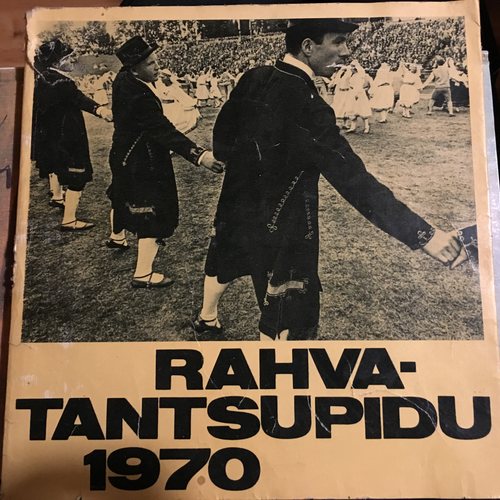 RAHVA-
TANTSUPIDU
1970